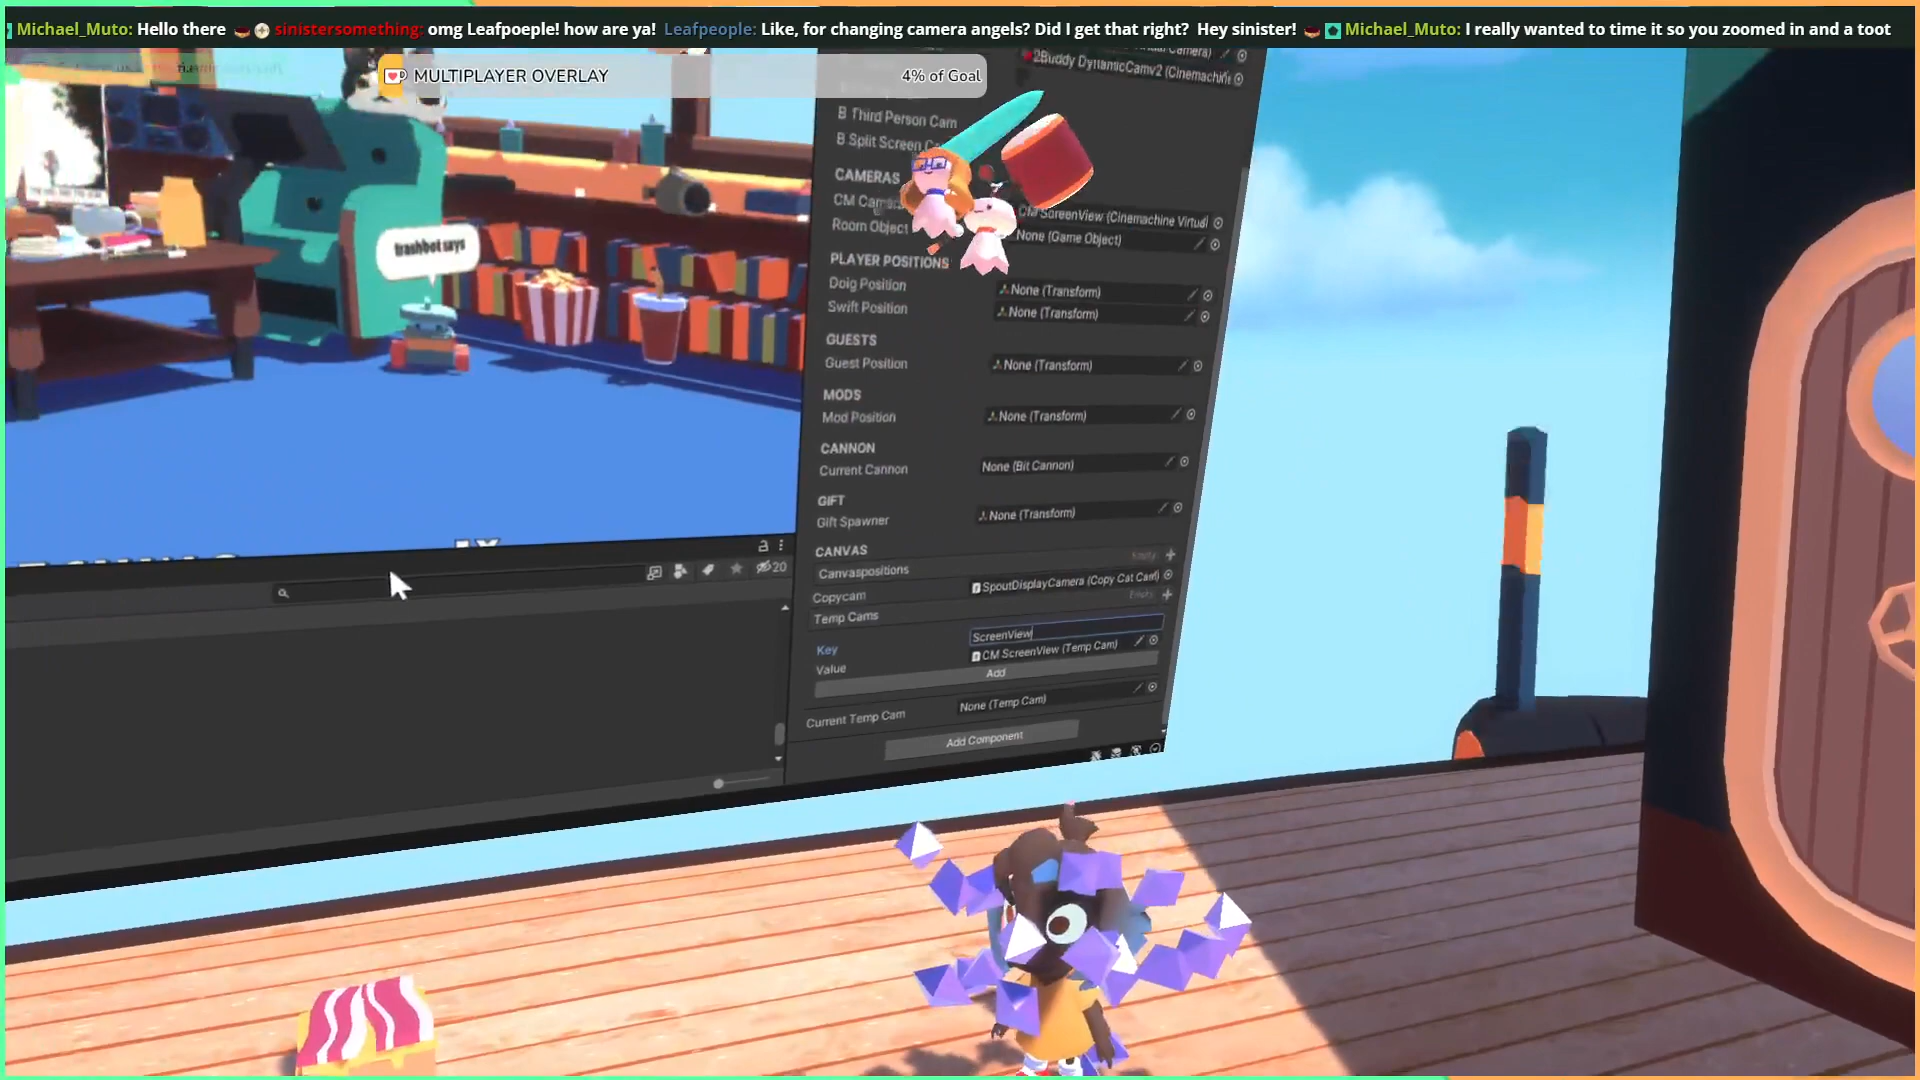 Michael_Muto: Hello there sinistersomething: omg Leafpoeple! how are ya! Leafpeople: Like, for changing camera angels? Did I get that right? Hey sinister! Michael_Muto: I really wanted to time it so you zoomed in and a toot
MULTIPLAYER OVERLAY 4% of Goal
2Buddy DynamicCamv2 (Cinemachine
B Third Person Cam
B Split Screen
CAMERAS
CM ScreenView (Cinemachine Virtual
Room Object None (Game Object)
PLAYER POSITIONS
Doig Position None (Transform)
Swift Position None (Transform)
GUESTS
Guest Position None (Transform)
MODS
Mod Position None (Transform)
CANNON
Current Cannon None (Bit Cannon)
GIFT
Gift Spawner None (Transform)
CANVAS
Canvaspositions Empty
Copycam SpoutDisplayCamera (Copy Cat Cam)
Temp Cams Empty
Key ScreenView
Value CM ScreenView (Temp Cam)
Add
Current Temp Cam None (Temp Cam)
Add Component
trashbot says
20